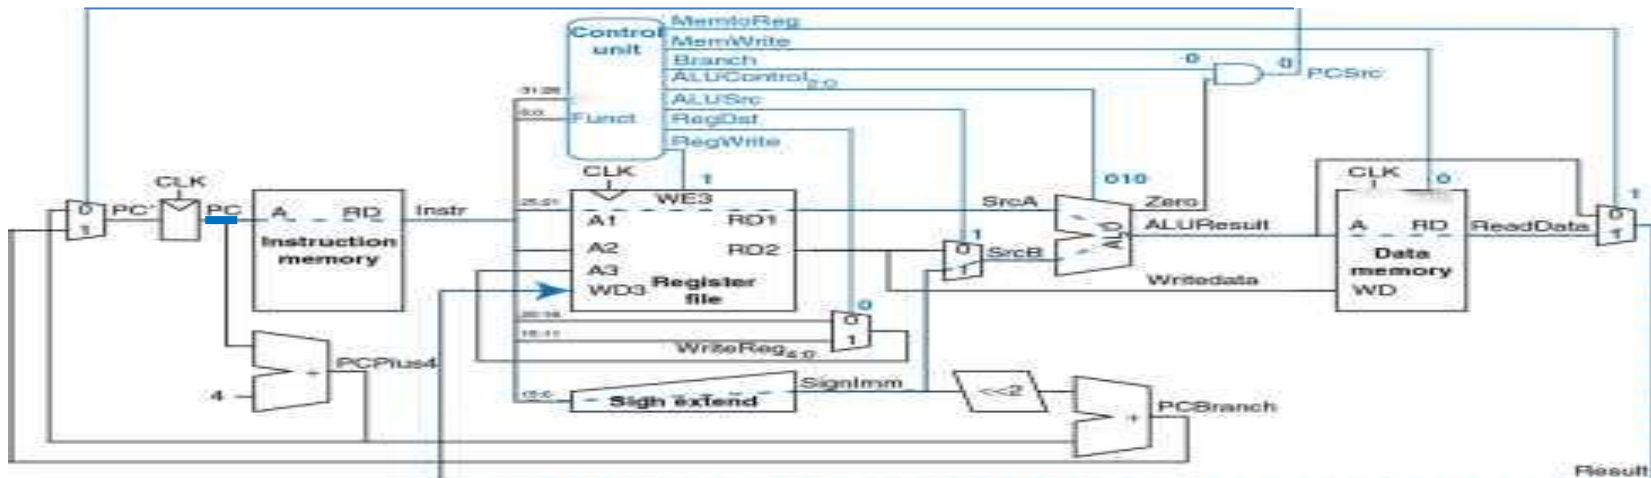 MemtoReg
Control unit
MemWrite
Branch
0
0
PCSrc
ALUControl2:0
31:26
ALUSrc
5:0
Funct
RegDst
RegWrite
CLK
CLK
CLK
1
010
0
1
0
1
PC'
PC
A RD
Instr
Instruction memory
25:21
WE3
A1 RD1
A2 RD2
A3
WD3
Register file
SrcA
1
0
1
SrcB
ALU
Zero
ALUResult
Writedata
A RD
Data memory
WD
ReadData
0
1
20:16
15:11
0
0
1
WriteReg4:0
PCPlus4
+
4
15:0
Sigh extend
SignImm
<<2
+
PCBranch
Result